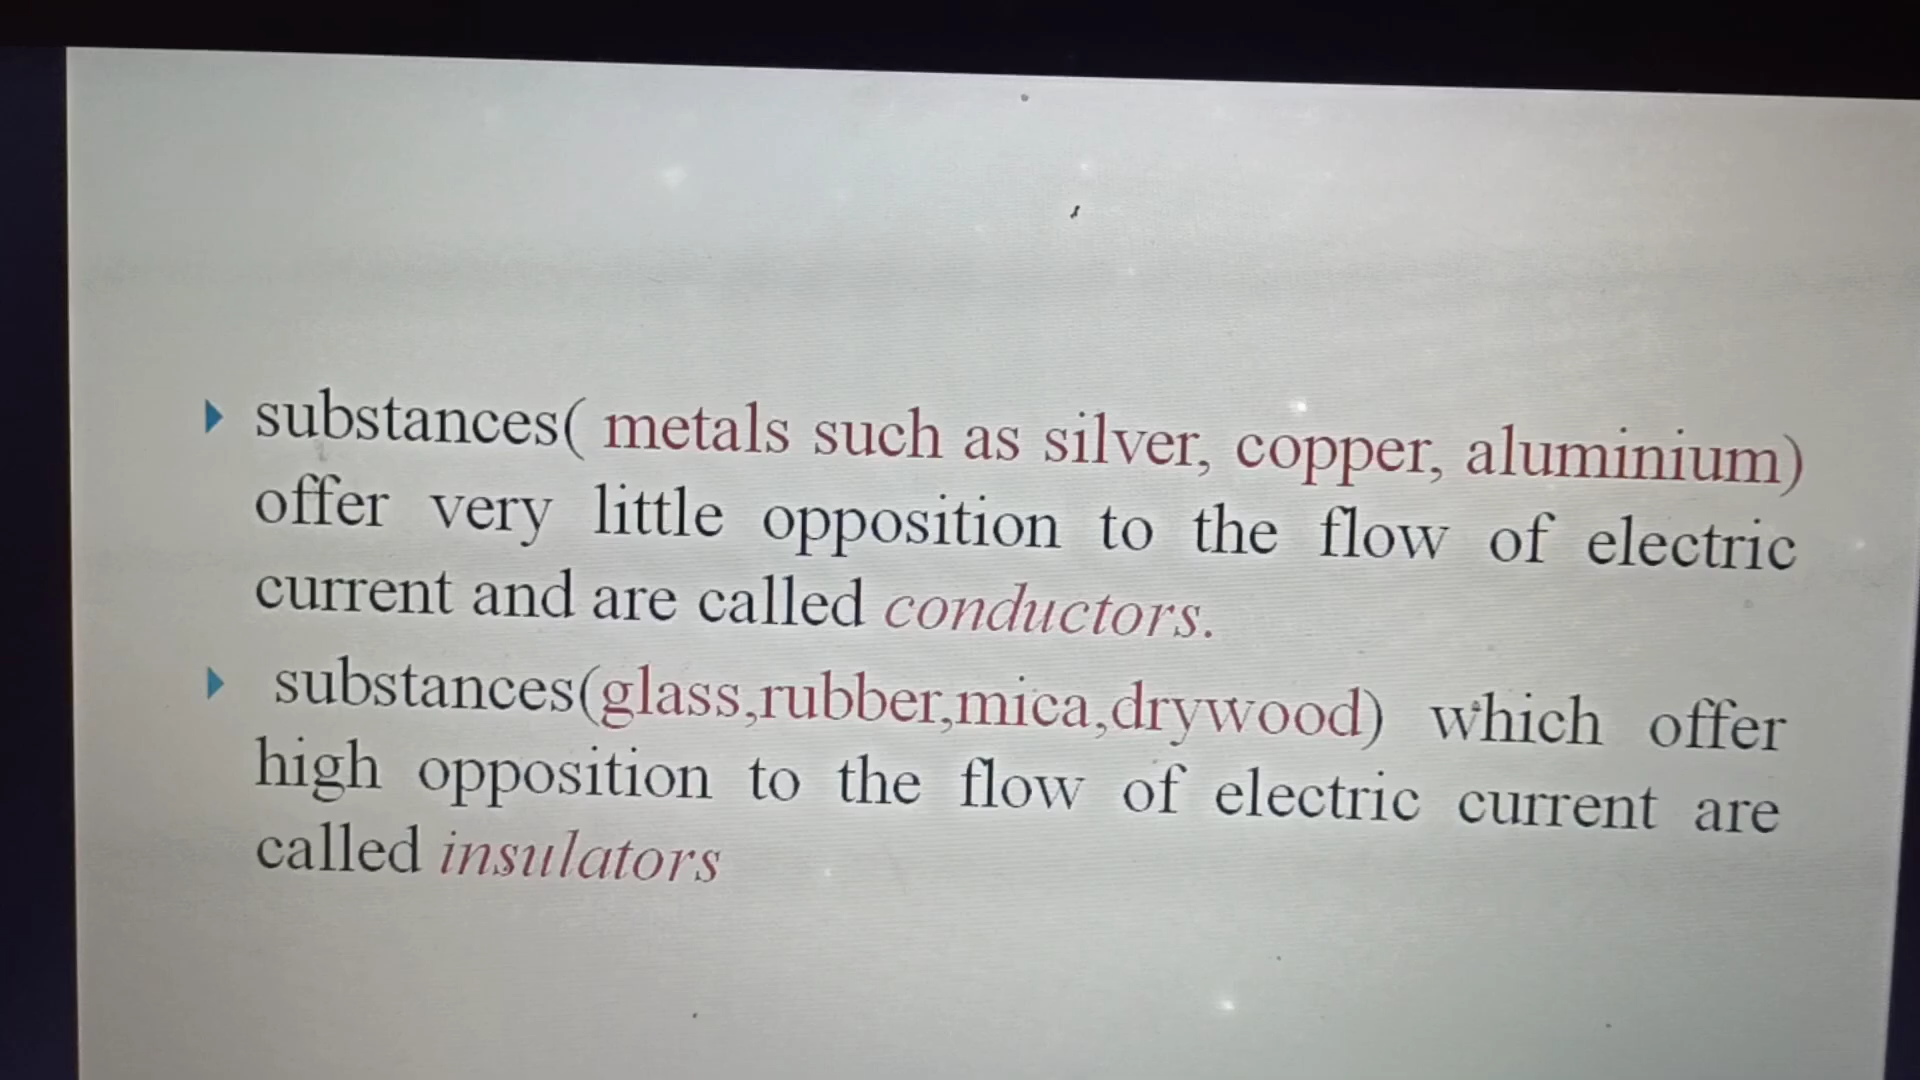 substances( metals such as silver, copper, aluminium)
offer very little opposition to the flow of electric
current and are called conductors.
substances(glass,rubber,mica,drywood) which offer
high opposition to the flow of electric current are
called insulators